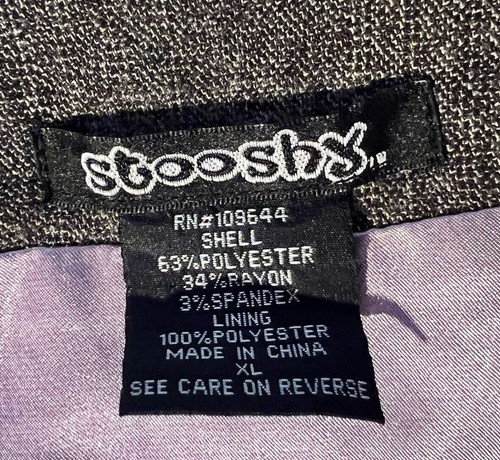 stooshy
TM
RN#109644
SHELL
63%POLYESTER
34%RAYON
3%SPANDEX
LINING
100%POLYESTER
MADE IN CHINA
XL
SEE CARE ON REVERSE